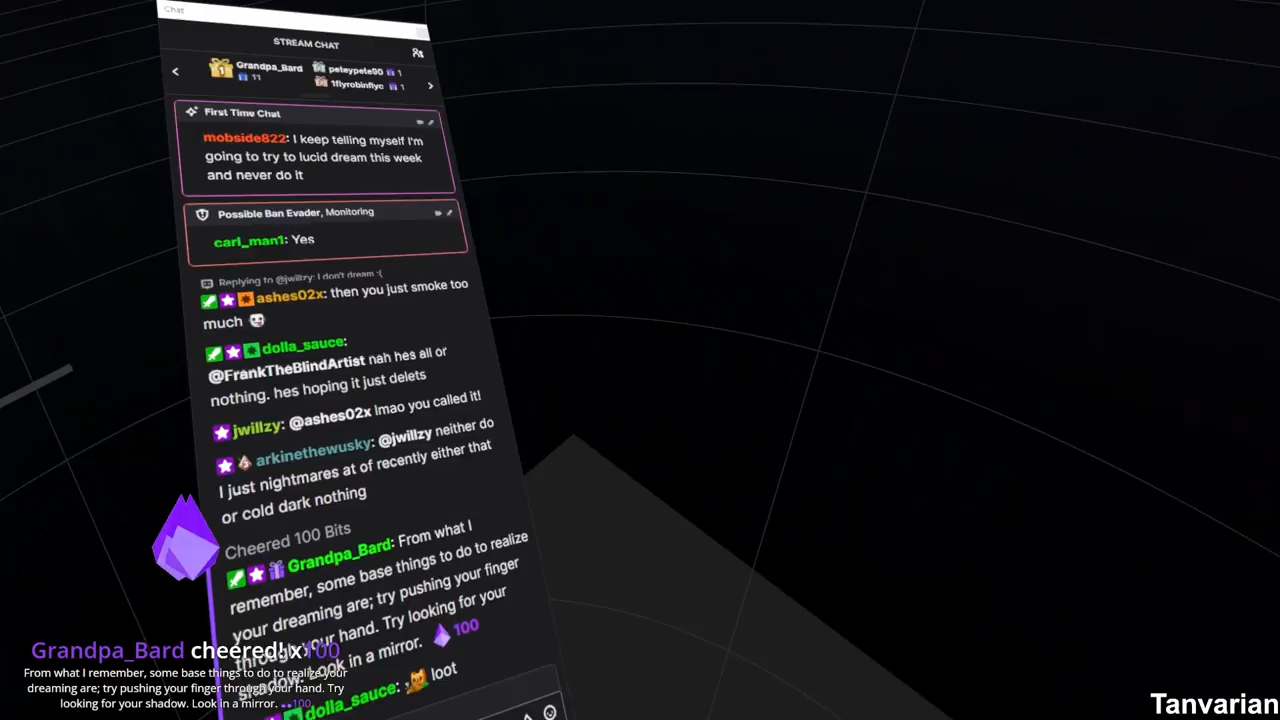 Chat
STREAM CHAT
Grandpa_Bard
11
peteypete90 1
1flyrobinflyc 1
First Time Chat
mobside822: I keep telling myself I'm
going to try to lucid dream this week
and never do it
Possible Ban Evader, Monitoring
carl_man1: Yes
Replying to @jwillzy: I don't dream :(
ashes02x: then you just smoke too
much
dolla_sauce:
@FrankTheBlindArtist nah hes all or
nothing. hes hoping it just delets
jwillzy: @ashes02x lmao you called it!
arkinethewusky: @jwillzy neither do
I just nightmares at of recently either that
or cold dark nothing
Cheered 100 Bits
Grandpa_Bard: From what I
remember, some base things to do to realize
your dreaming are; try pushing your finger
through your hand. Try looking for your
shadow. Look in a mirror. 100
dolla_sauce: loot
Grandpa_Bard cheered! x100
From what I remember, some base things to do to realize your
dreaming are; try pushing your finger through your hand. Try
looking for your shadow. Look in a mirror. 100
Tanvarian